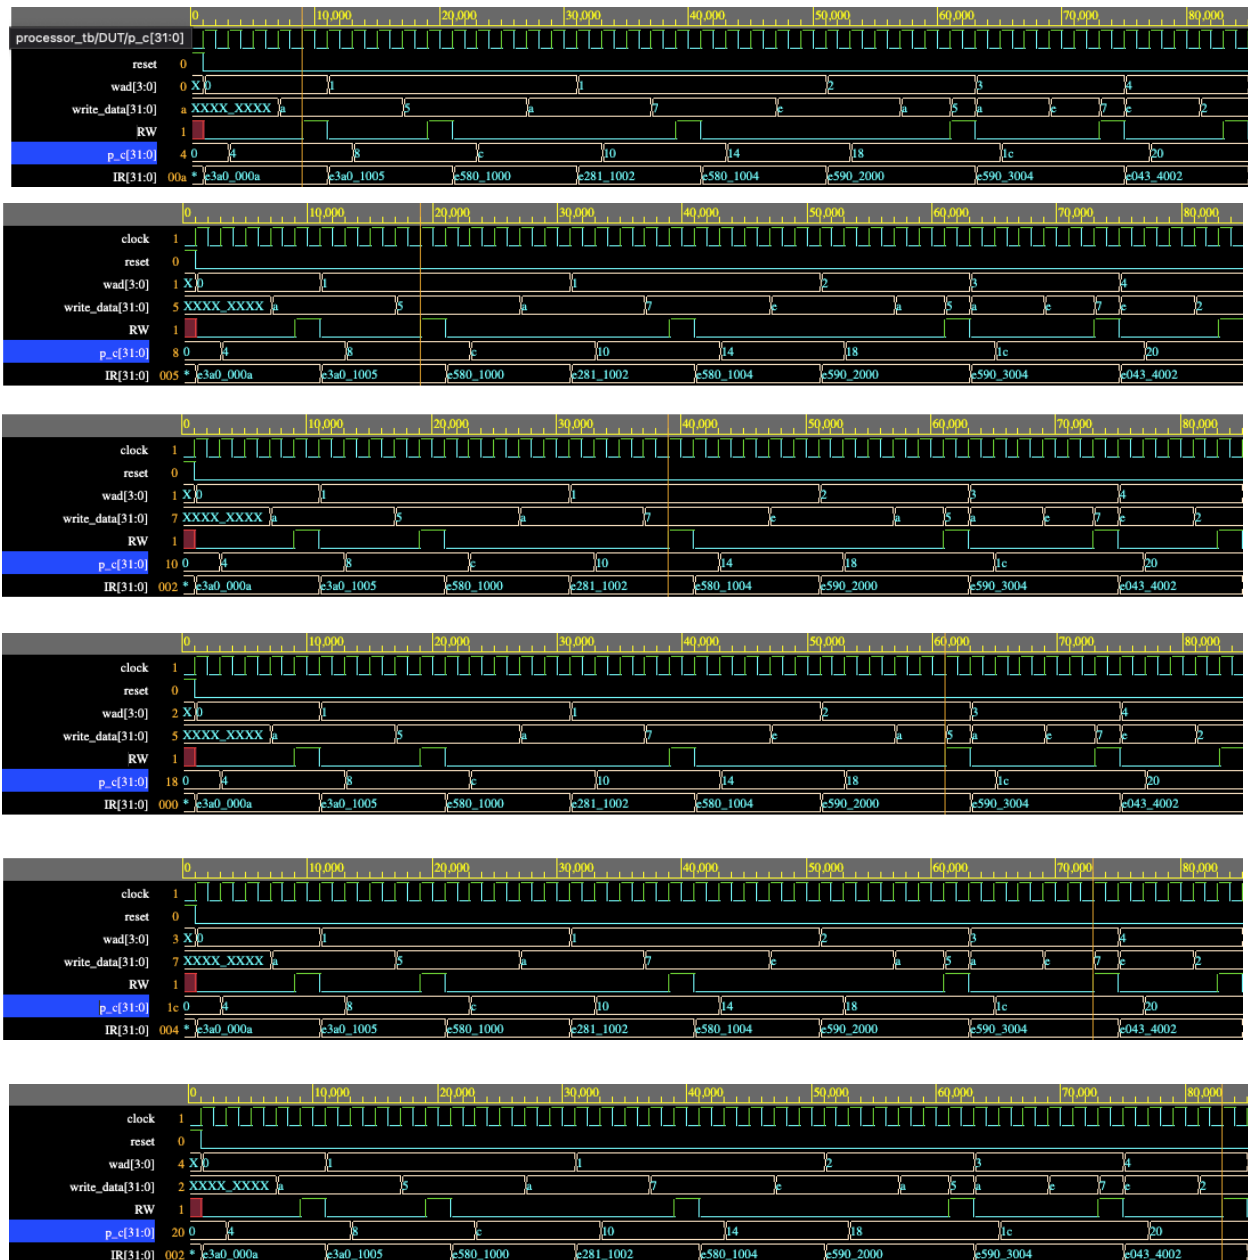 0 10,000 20,000 30,000 40,000 50,000 60,000 70,000 80,000
processor_tb/DUT/p_c[31:0]
reset 0
wad[3:0] 0 X 0 1 1 2 3 4
write_data[31:0] a XXXX_XXXX a 5 a 7 e a 5 a e 7 e 2
RW 1
p_c[31:0] 4 0 4 8 c 10 14 18 1c 20
IR[31:0] 00a * e3a0_000a e3a0_1005 e580_1000 e281_1002 e580_1004 e590_2000 e590_3004 e043_4002
0 10,000 20,000 30,000 40,000 50,000 60,000 70,000 80,000
clock 1
reset 0
wad[3:0] 1 X 0 1 1 2 3 4
write_data[31:0] 5 XXXX_XXXX a 5 a 7 e a 5 a e 7 e 2
RW 1
p_c[31:0] 8 0 4 8 c 10 14 18 1c 20
IR[31:0] 005 * e3a0_000a e3a0_1005 e580_1000 e281_1002 e580_1004 e590_2000 e590_3004 e043_4002
0 10,000 20,000 30,000 40,000 50,000 60,000 70,000 80,000
clock 1
reset 0
wad[3:0] 1 X 0 1 1 2 3 4
write_data[31:0] 7 XXXX_XXXX a 5 a 7 e a 5 a e 7 e 2
RW 1
p_c[31:0] 10 0 4 8 c 10 14 18 1c 20
IR[31:0] 002 * e3a0_000a e3a0_1005 e580_1000 e281_1002 e580_1004 e590_2000 e590_3004 e043_4002
0 10,000 20,000 30,000 40,000 50,000 60,000 70,000 80,000
clock 1
reset 0
wad[3:0] 2 X 0 1 1 2 3 4
write_data[31:0] 5 XXXX_XXXX a 5 a 7 e a 5 a e 7 e 2
RW 1
p_c[31:0] 18 0 4 8 c 10 14 18 1c 20
IR[31:0] 000 * e3a0_000a e3a0_1005 e580_1000 e281_1002 e580_1004 e590_2000 e590_3004 e043_4002
0 10,000 20,000 30,000 40,000 50,000 60,000 70,000 80,000
clock 1
reset 0
wad[3:0] 3 X 0 1 1 2 3 4
write_data[31:0] 7 XXXX_XXXX a 5 a 7 e a 5 a e 7 e 2
RW 1
p_c[31:0] 1c 0 4 8 c 10 14 18 1c 20
IR[31:0] 004 * e3a0_000a e3a0_1005 e580_1000 e281_1002 e580_1004 e590_2000 e590_3004 e043_4002
0 10,000 20,000 30,000 40,000 50,000 60,000 70,000 80,000
clock 1
reset 0
wad[3:0] 4 X 0 1 1 2 3 4
write_data[31:0] 2 XXXX_XXXX a 5 a 7 e a 5 a e 7 e 2
RW 1
p_c[31:0] 20 0 4 8 c 10 14 18 1c 20
IR[31:0] 002 * e3a0_000a e3a0_1005 e580_1000 e281_1002 e580_1004 e590_2000 e590_3004 e043_4002